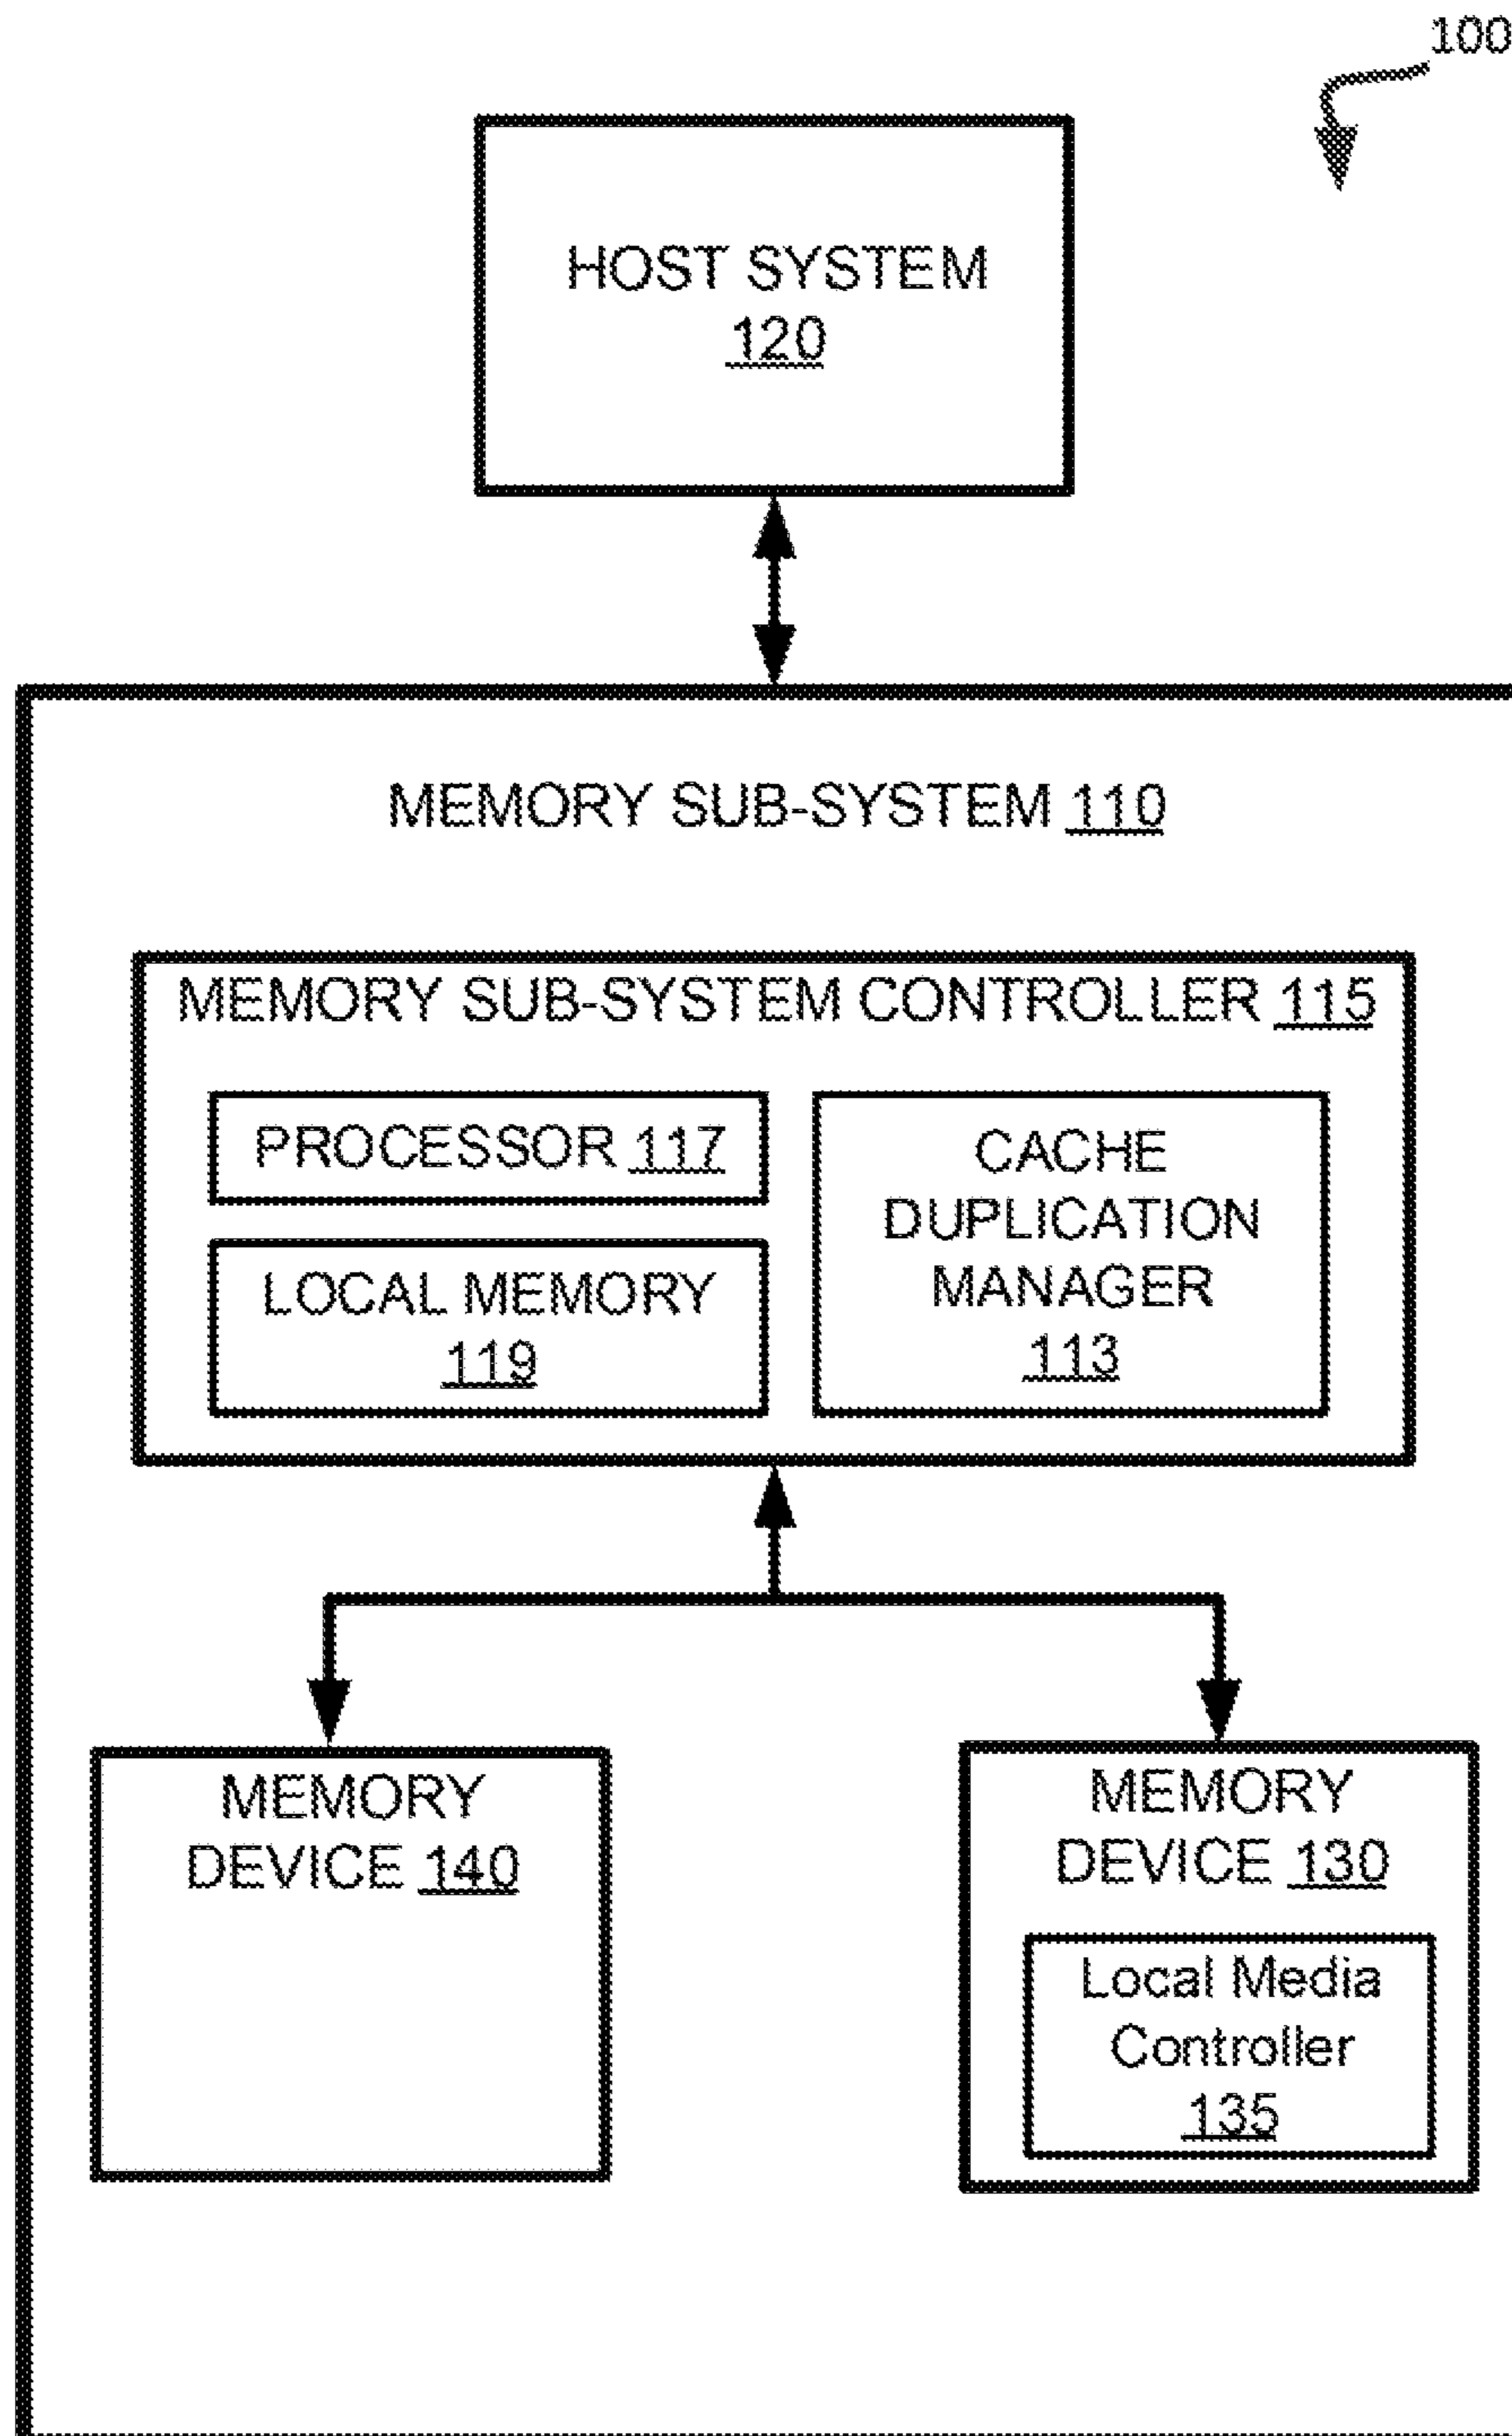 100
HOST SYSTEM
120
MEMORY SUB-SYSTEM 110
MEMORY SUB-SYSTEM CONTROLLER 115
PROCESSOR 117
LOCAL MEMORY
119
CACHE
DUPLICATION
MANAGER
113
MEMORY
DEVICE 140
MEMORY
DEVICE 130
Local Media
Controller
135